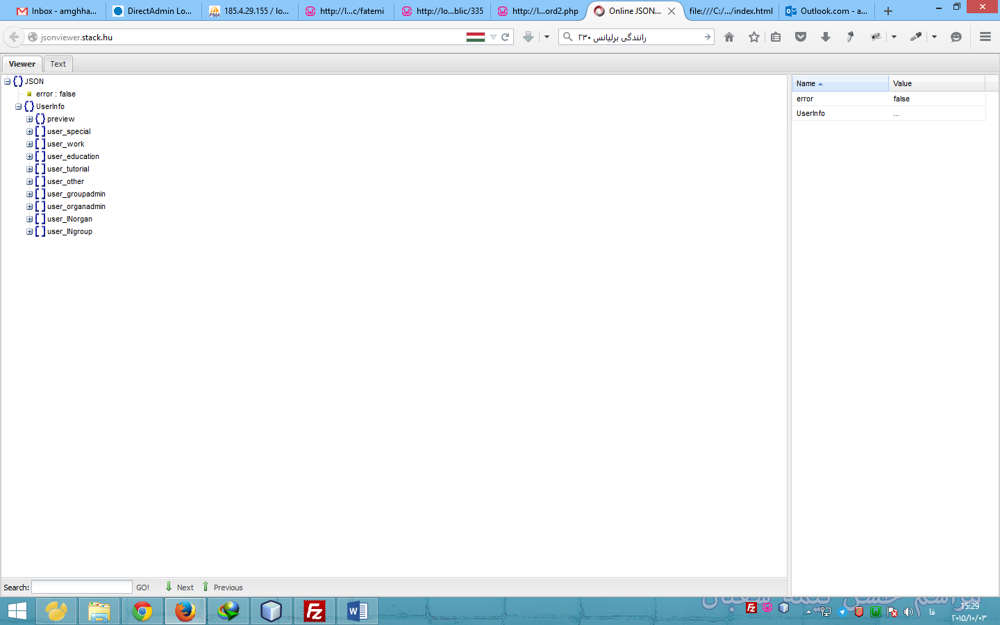 Inbox - amghha...
DirectAdmin Lo...
185.4.29.155 / lo...
http://l...c/fatemi
http://lo...blic/335
http://l...ord2.php
Online JSON...
file:///C:/.../index.html
Outlook.com - a...
jsonviewer.stack.hu
رانندگی برلیانس ۲۳۰
Viewer
Text
JSON
error : false
UserInfo
preview
user_special
user_work
user_education
user_tutorial
user_other
user_groupadmin
user_organadmin
user_INorgan
user_INgroup
Name
Value
error
false
UserInfo
...
Search:
GO!
Next
Previous
فا
15:29
۲۰۱۵/۱۰/۰۳